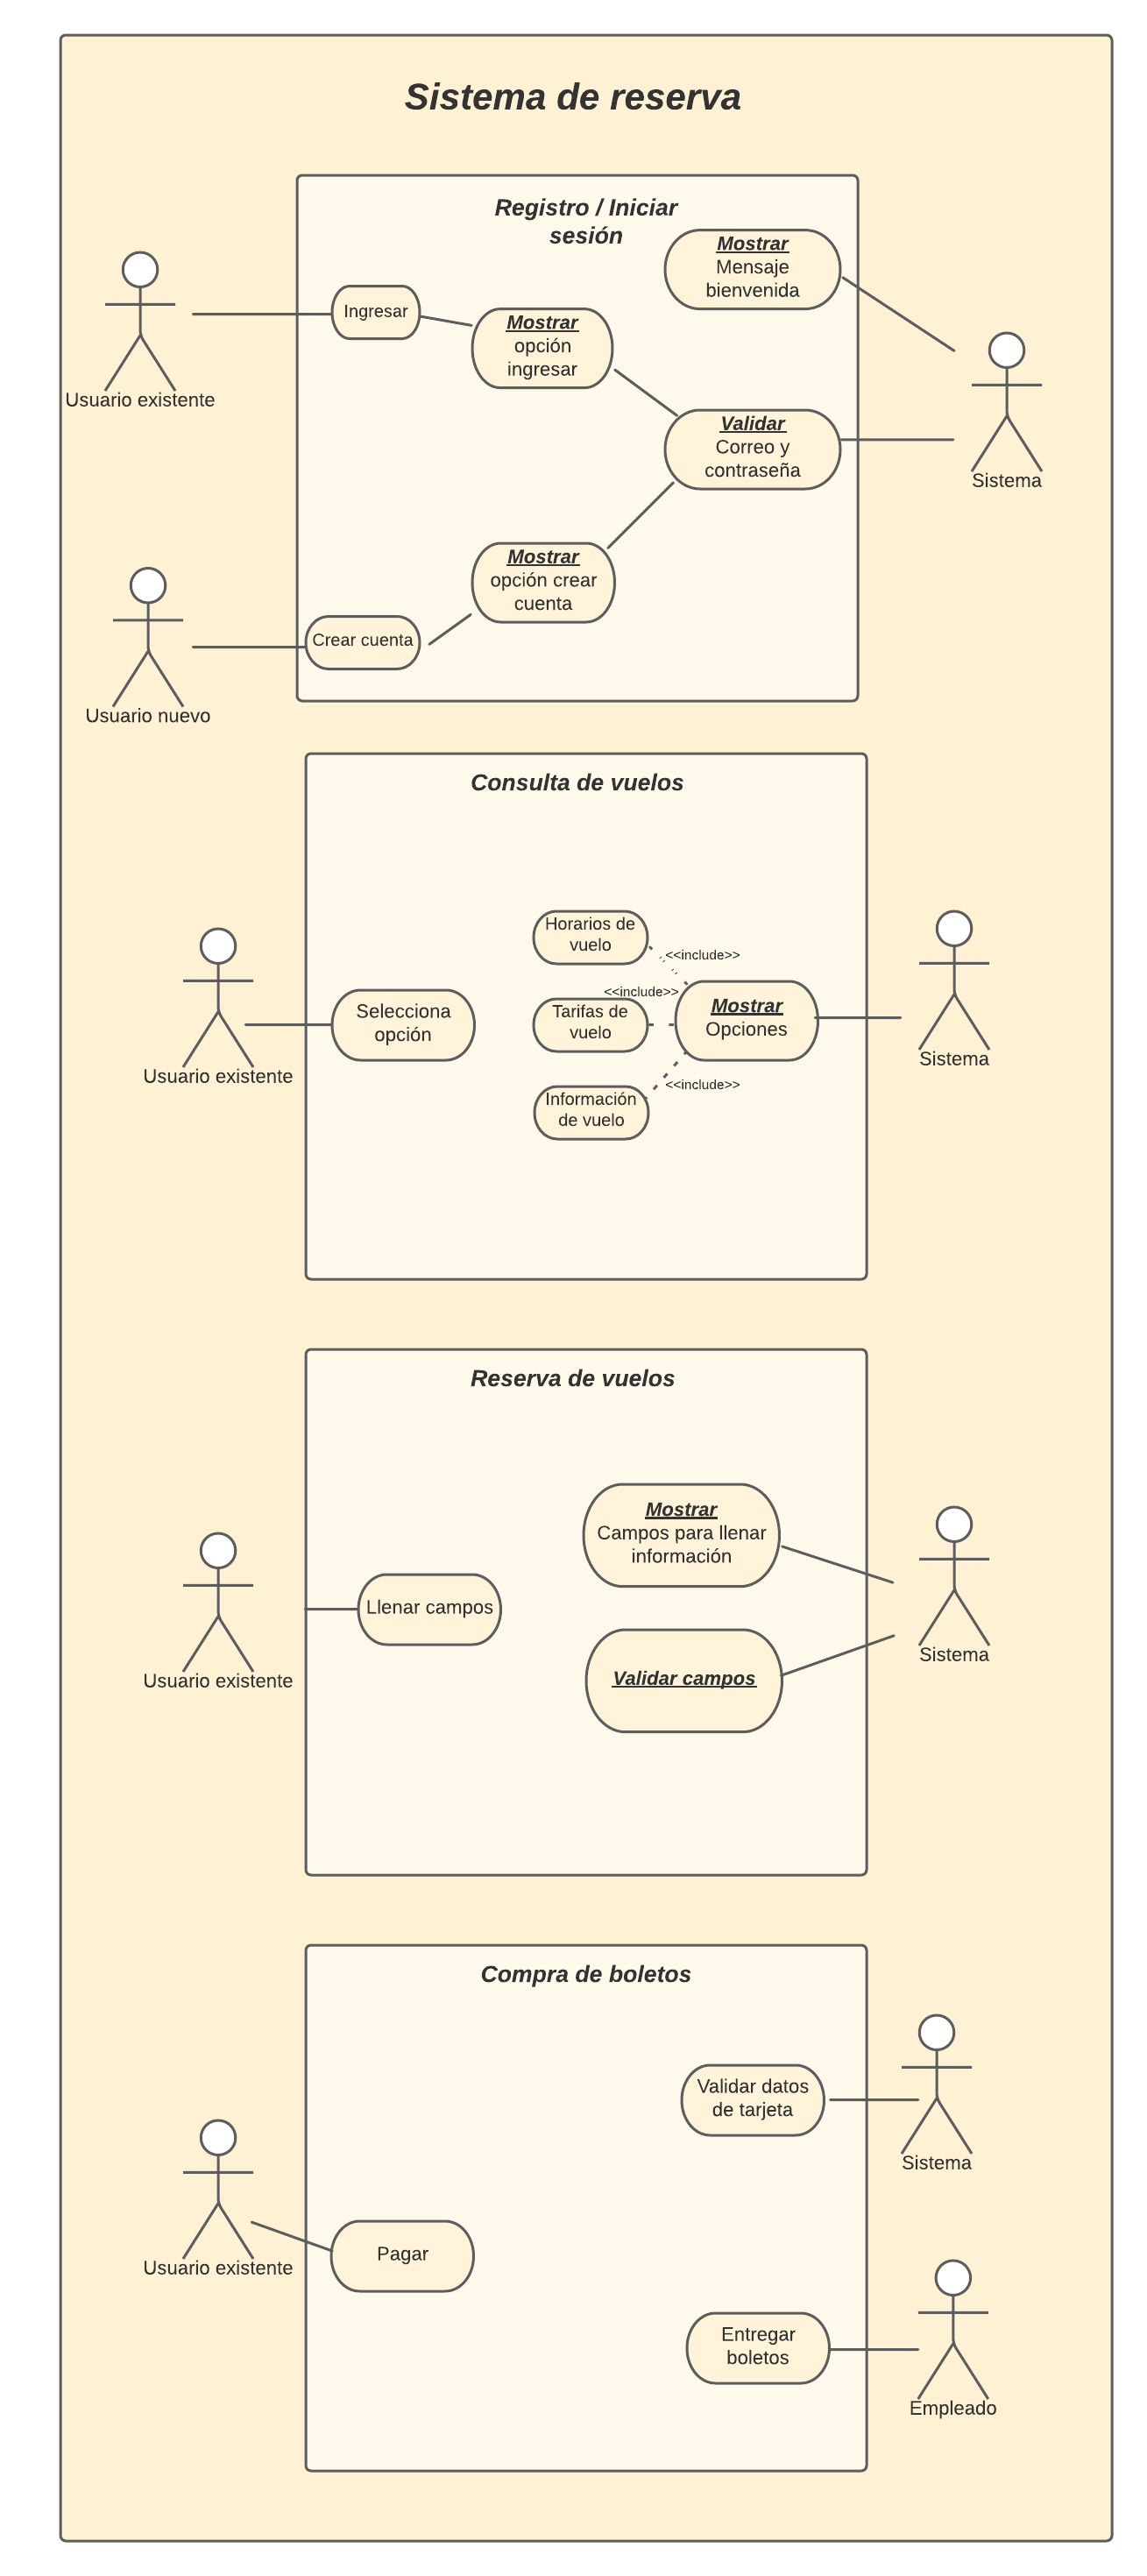 Sistema de reserva
Registro / Iniciar
sesión
Mostrar
Mensaje
bienvenida
Ingresar
Mostrar
opción
ingresar
Usuario existente
Validar
Correo y
contraseña
Sistema
Mostrar
opción crear
cuenta
Crear cuenta
Usuario nuevo
Consulta de vuelos
Horarios de
vuelo
<<include>>
<<include>>
Selecciona
opción
Tarifas de
vuelo
Mostrar
Opciones
Sistema
Usuario existente
<<include>>
Información
de vuelo
Reserva de vuelos
Mostrar
Campos para llenar
información
Llenar campos
Sistema
Usuario existente
Validar campos
Compra de boletos
Validar datos
de tarjeta
Sistema
Pagar
Usuario existente
Entregar
boletos
Empleado